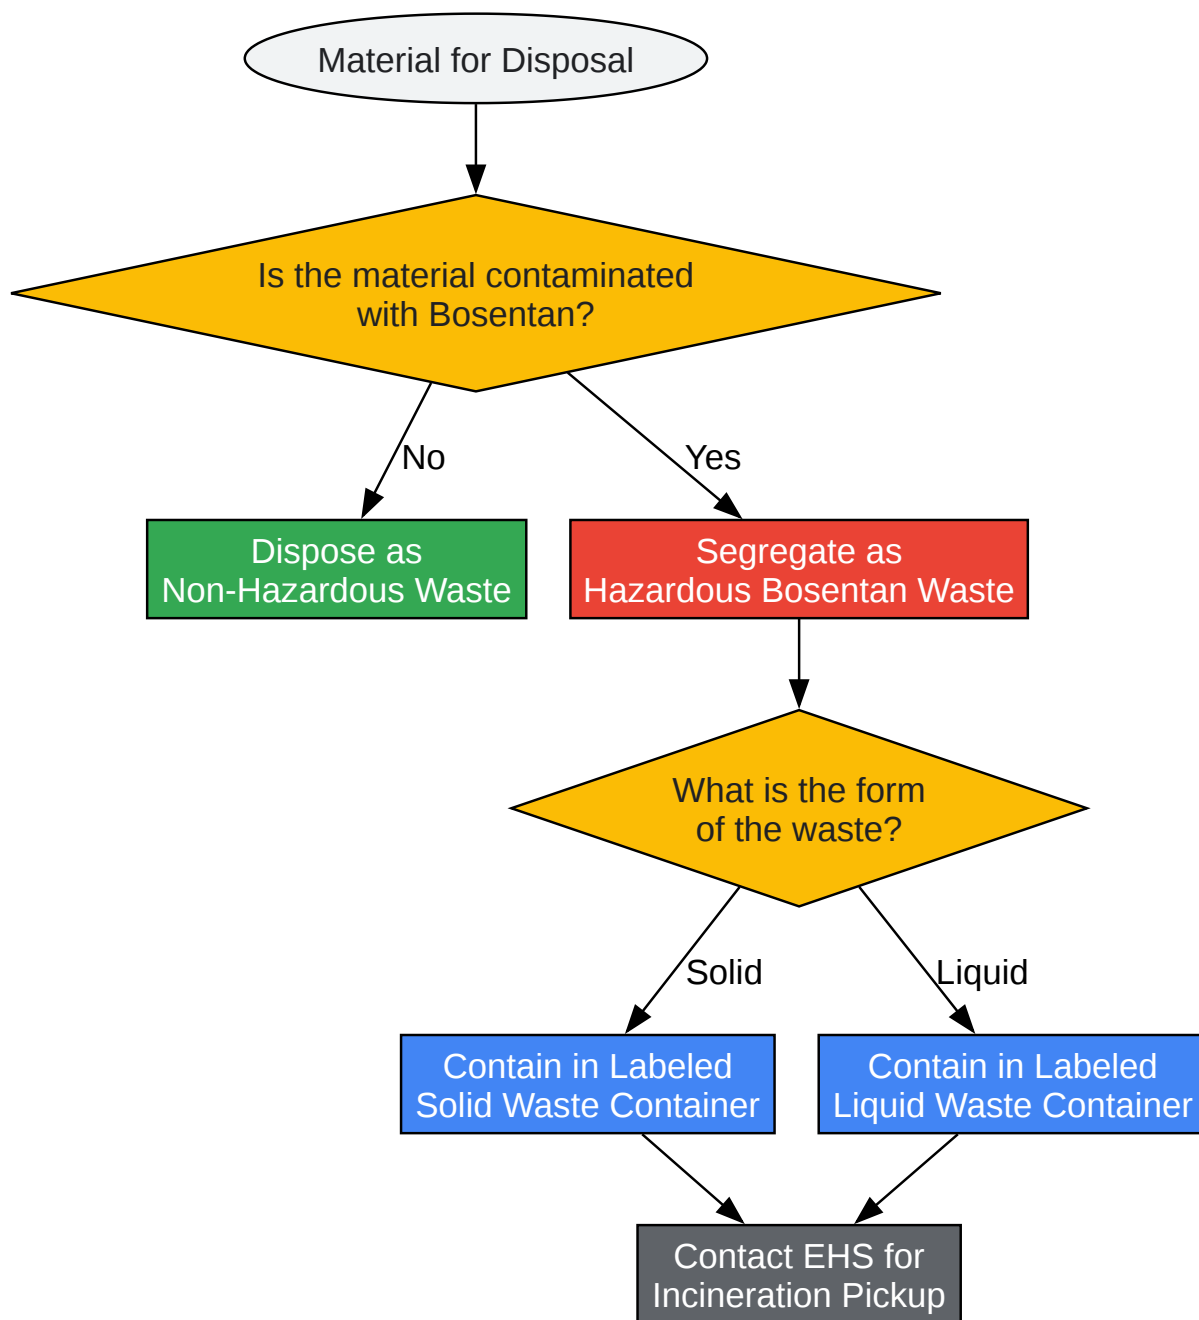 Material for Disposal
Is the material contaminated
with Bosentan?
No
Yes
Dispose as
Non-Hazardous Waste
Segregate as
Hazardous Bosentan Waste
What is the form
of the waste?
Solid
Liquid
Contain in Labeled
Solid Waste Container
Contain in Labeled
Liquid Waste Container
Contact EHS for
Incineration Pickup